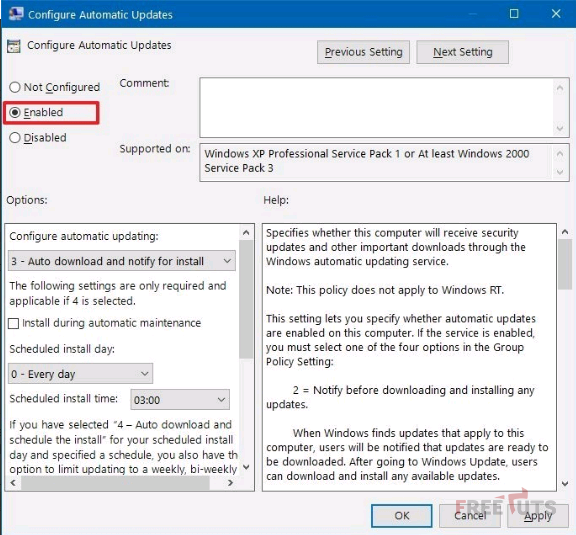 Configure Automatic Updates
Configure Automatic Updates
Previous Setting
Next Setting
Not Configured
Enabled
Disabled
Comment:
Supported on:
Windows XP Professional Service Pack 1 or At least Windows 2000
Service Pack 3
Options:
Help:
Configure automatic updating:
3 - Auto download and notify for install
The following settings are only required and
applicable if 4 is selected.
Install during automatic maintenance
Scheduled install day:
0 - Every day
Scheduled install time:
03:00
If you have selected "4 – Auto download and
schedule the install" for your scheduled install
day and specified a schedule, you also have th
option to limit updating to a weekly, bi-weekly
Specifies whether this computer will receive security
updates and other important downloads through the
Windows automatic updating service.
Note: This policy does not apply to Windows RT.
This setting lets you specify whether automatic updates
are enabled on this computer. If the service is enabled,
you must select one of the four options in the Group
Policy Setting:
2 = Notify before downloading and installing any
updates.
When Windows finds updates that apply to this
computer, users will be notified that updates are ready to
be downloaded. After going to Windows Update, users
can download and install any available updates.
OK
Cancel
Apply
FREETUTS